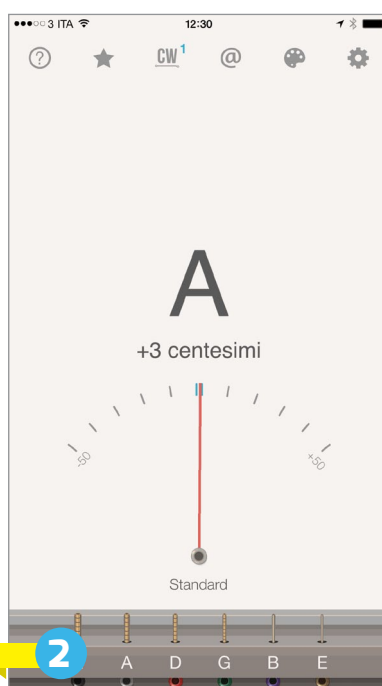 3 ITA 12:30
? CW 1 @
A
+3 centesimi
-50 +50
Standard
2 A D G B E